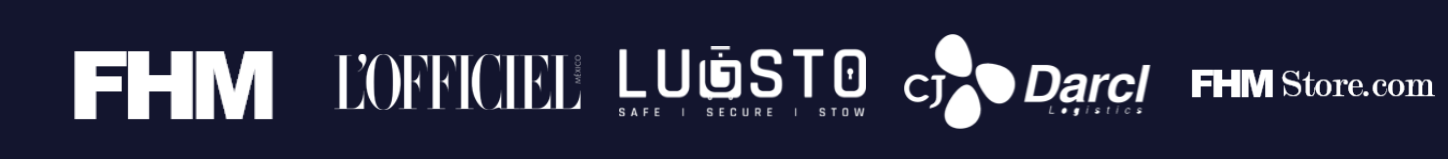 FHM
L'OFFICIEL
MÉXICO
LUGSTO
SAFE | SECURE | STOW
CJ Darcl
Logistics
FHM Store.com